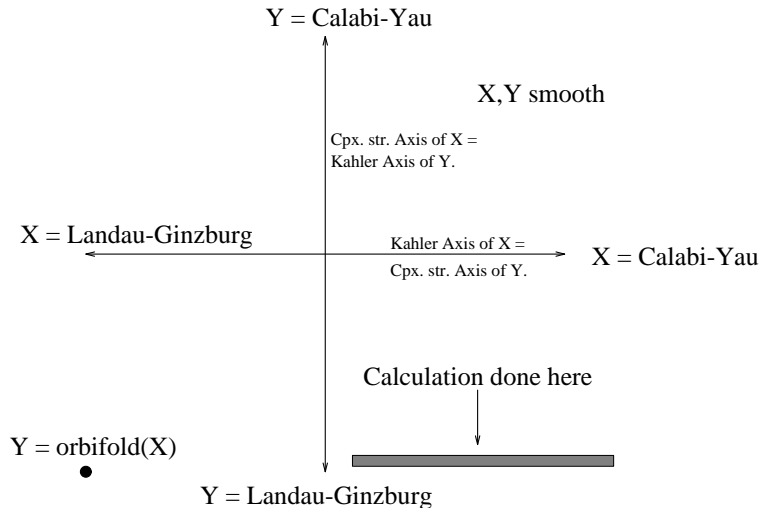 Y = Calabi-Yau
X,Y smooth
Cpx. str. Axis of X =
Kahler Axis of Y.
X = Landau-Ginzburg
Kahler Axis of X =
Cpx. str. Axis of Y.
X = Calabi-Yau
Calculation done here
Y = orbifold(X)
Y = Landau-Ginzburg